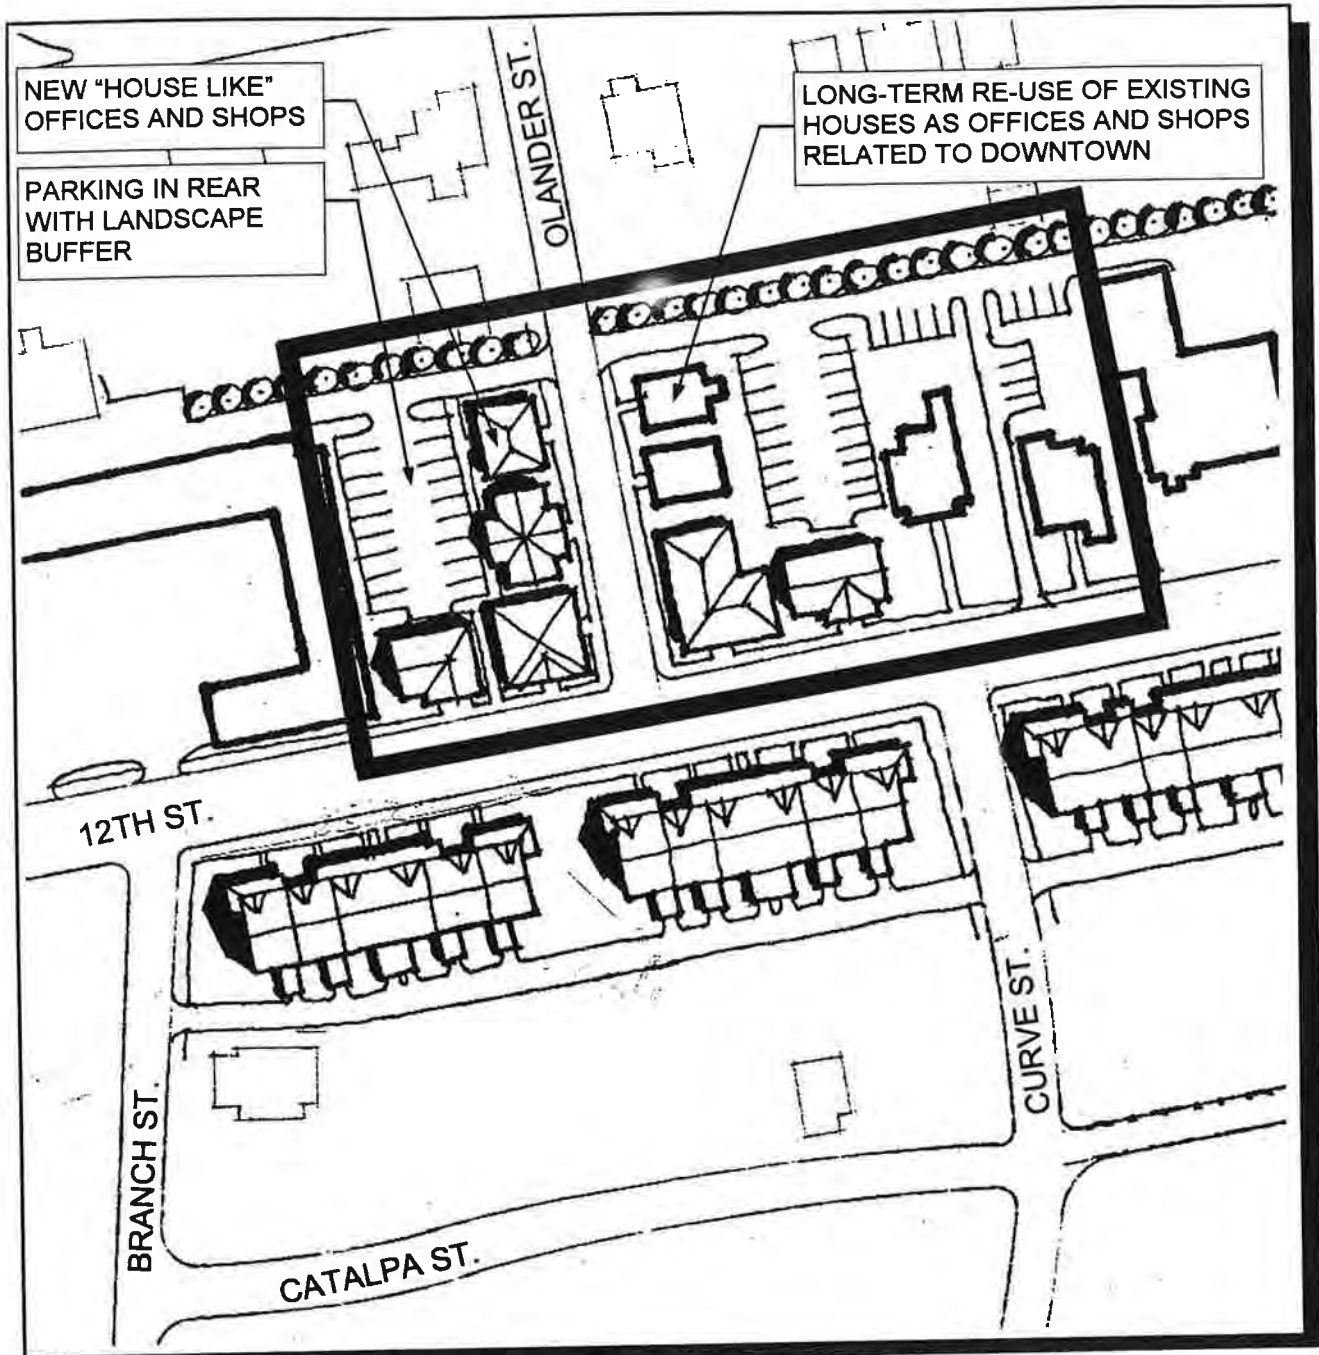 NEW “HOUSE LIKE”
OFFICES AND SHOPS
PARKING IN REAR
WITH LANDSCAPE
BUFFER
OLANDER ST.
LONG-TERM RE-USE OF EXISTING
HOUSES AS OFFICES AND SHOPS
RELATED TO DOWNTOWN
12TH ST.
BRANCH ST.
CURVE ST.
CATALPA ST.